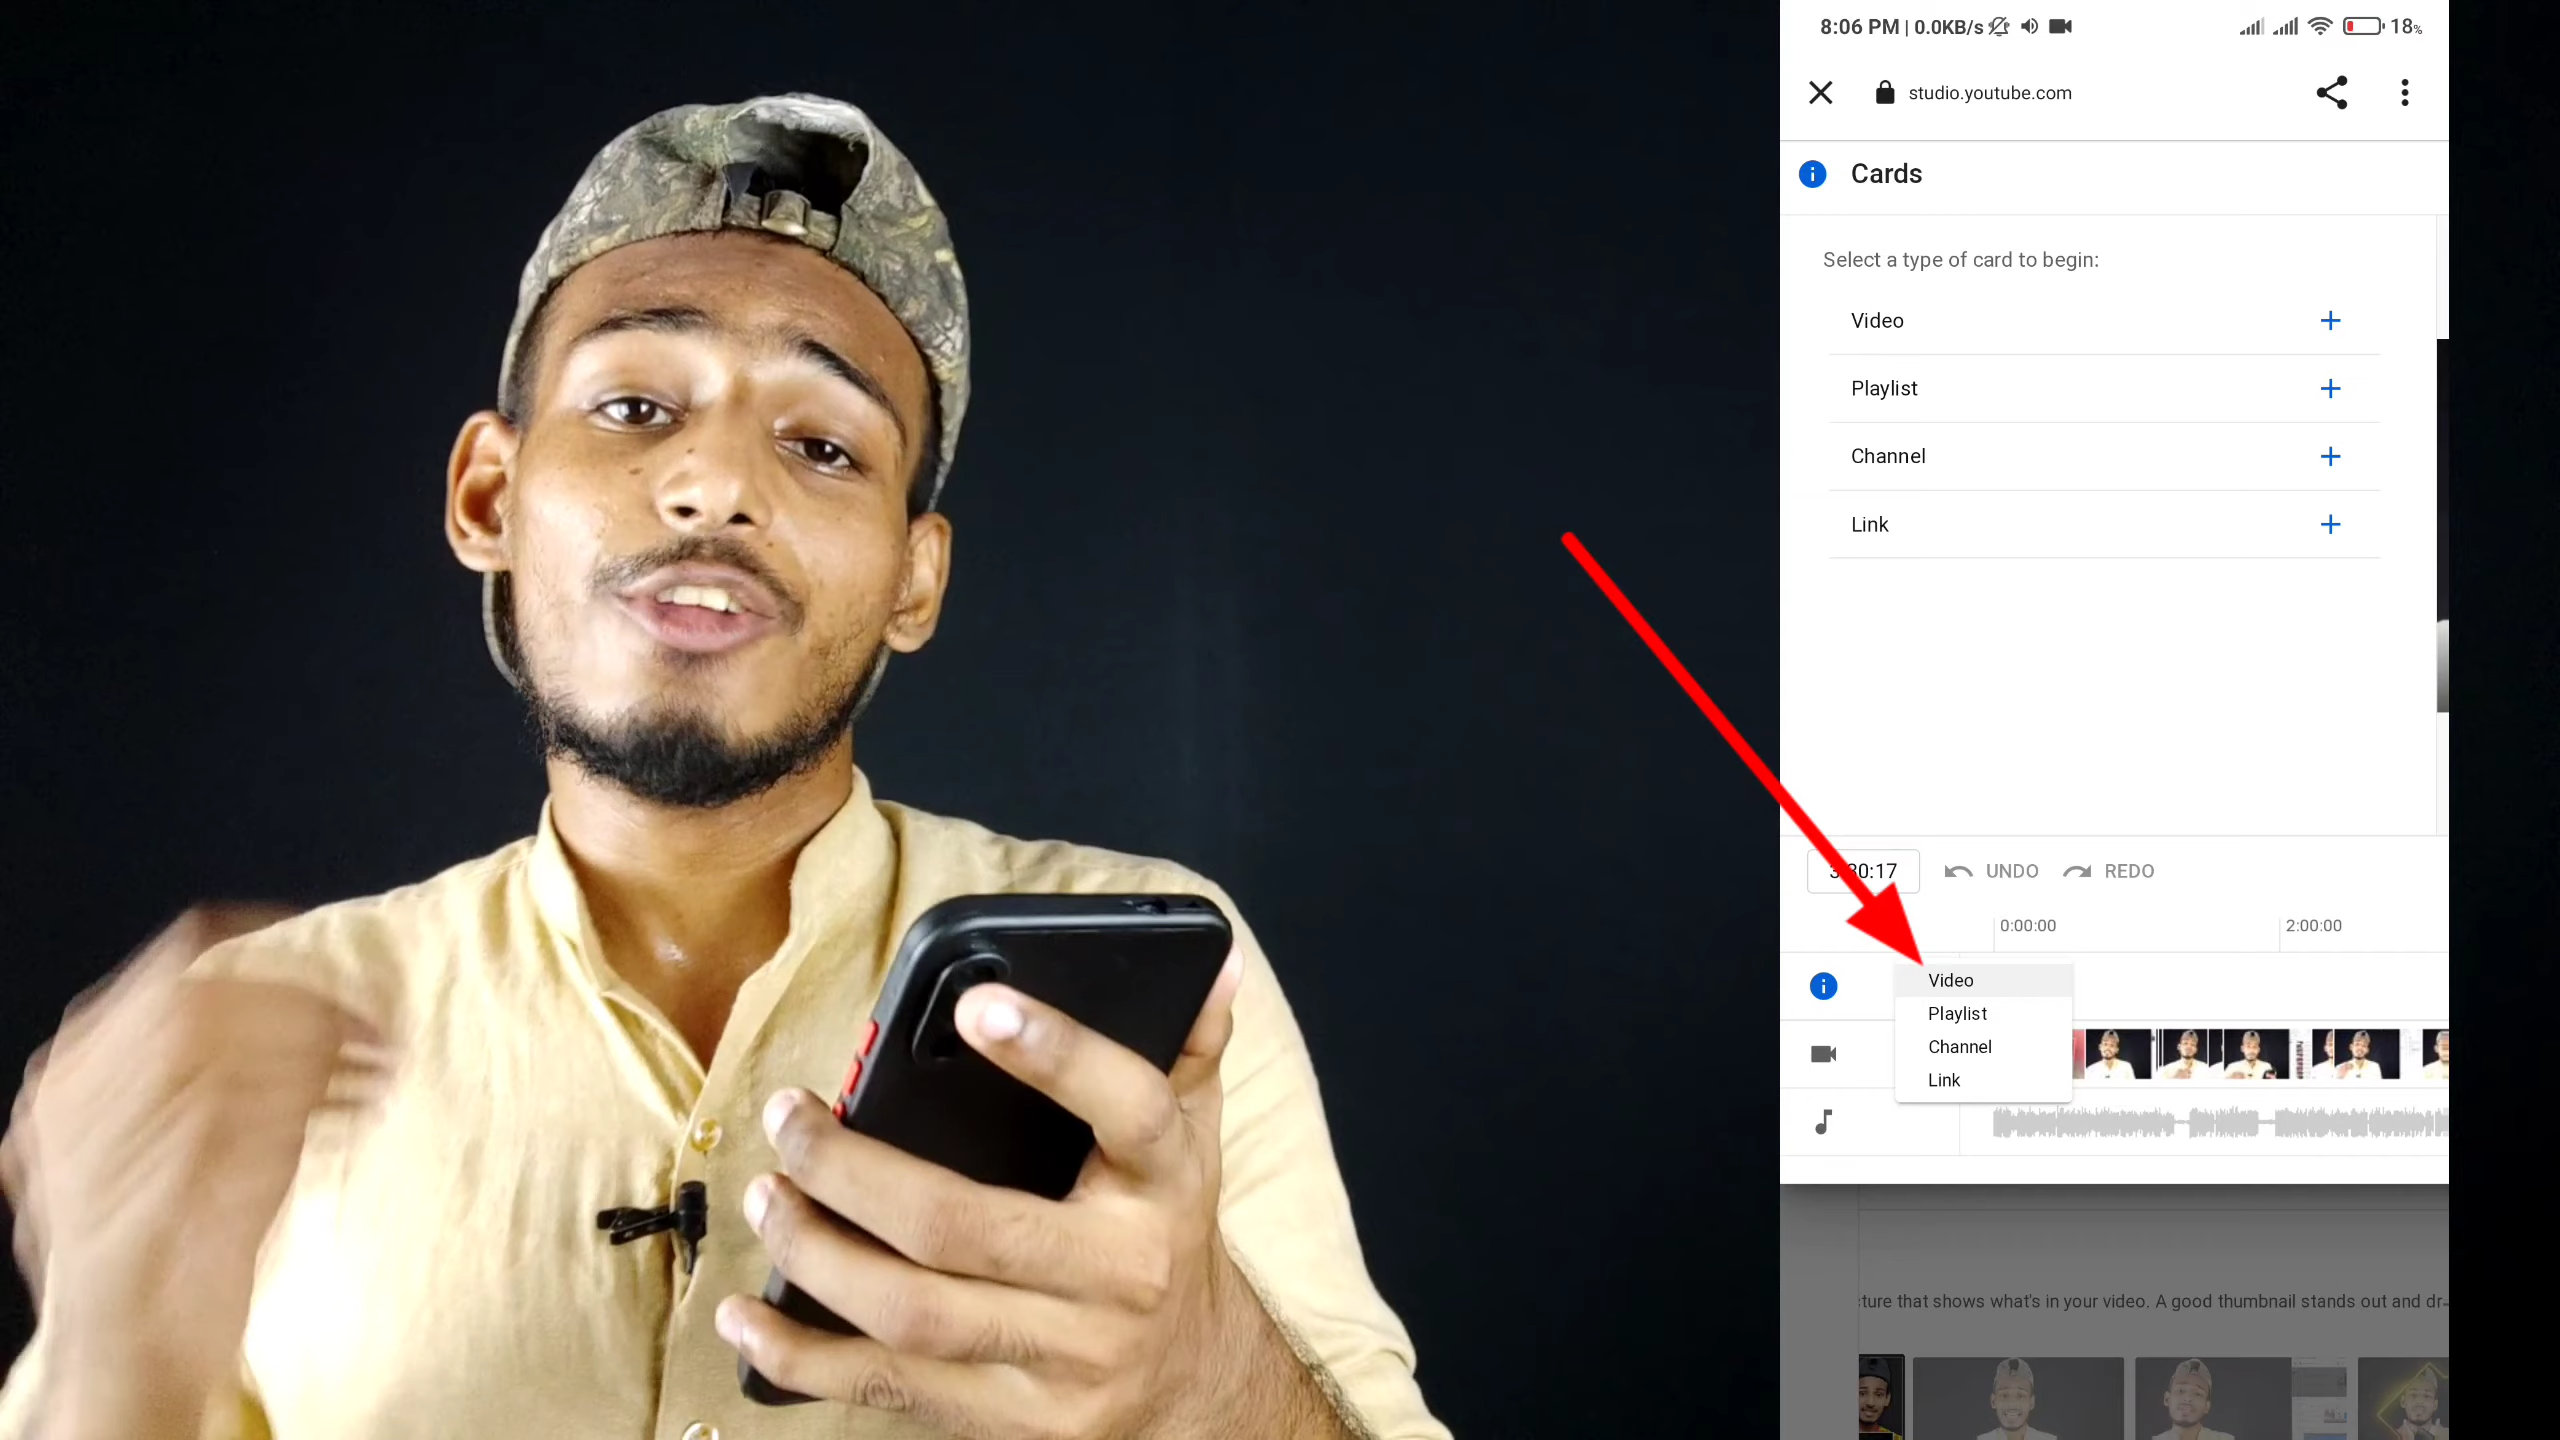 8:06 PM | 0.0KB/s
18%
studio.youtube.com
Cards
Select a type of card to begin:
Video
Playlist
Channel
Link
UNDO REDO
0:00:00 2:00:00
Video
Playlist
Channel
Link
that shows what's in your video. A good thumbnail stands out and